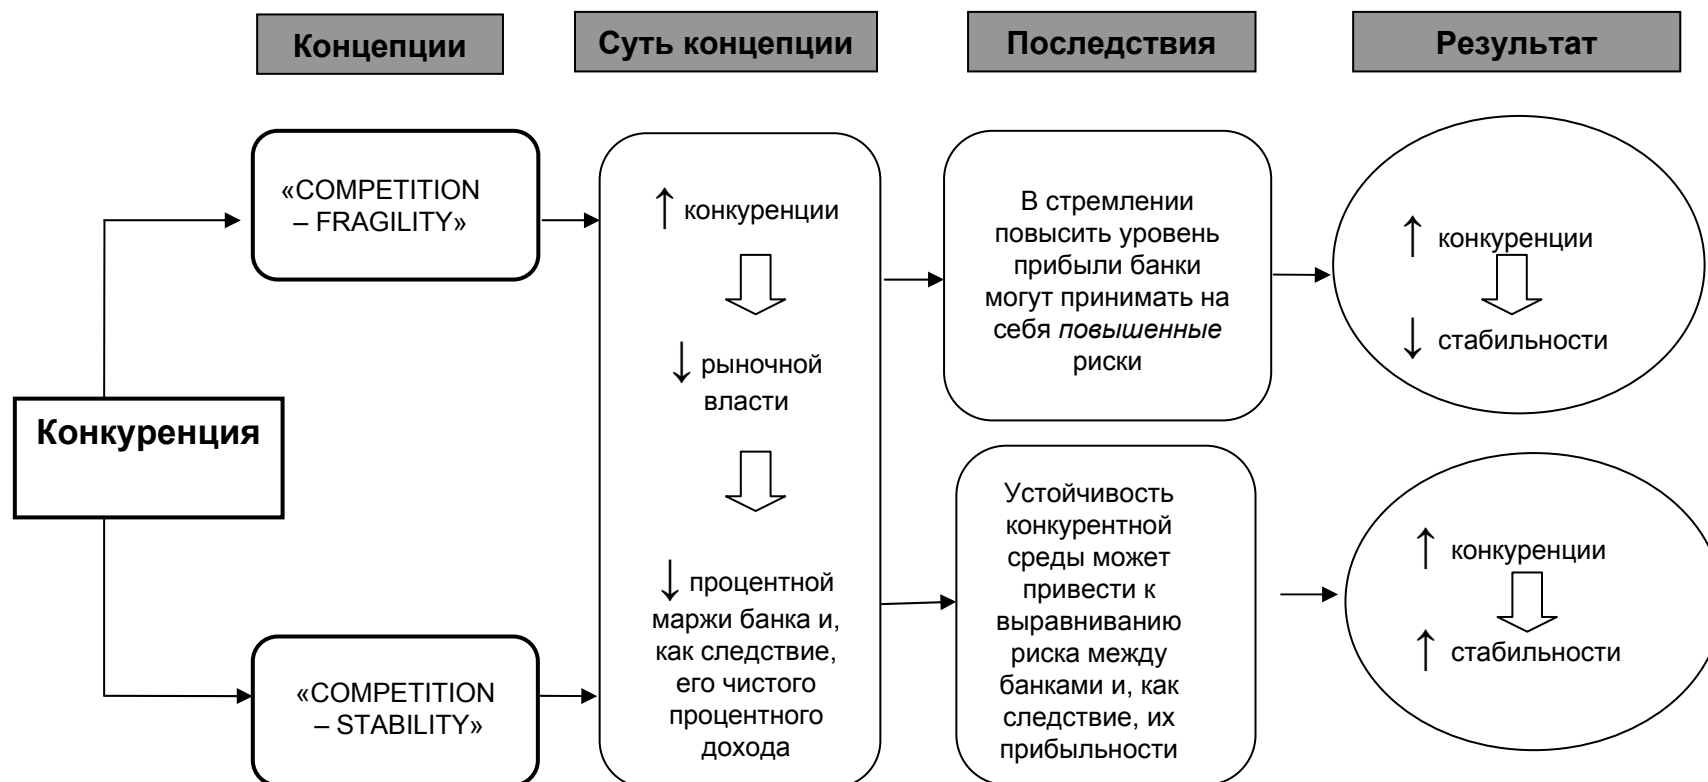 Концепции
Суть концепции
Последствия
Результат
Конкуренция
«COMPETITION
– FRAGILITY»
«COMPETITION
– STABILITY»
↑ конкуренции
↓ рыночной
власти
↓ процентной
маржи банка и,
как следствие,
его чистого
процентного
дохода
В стремлении
повысить уровень
прибыли банки
могут принимать на
себя повышенные
риски
Устойчивость
конкурентной
среды может
привести к
выравниванию
риска между
банками и, как
следствие, их
прибыльности
↑ конкуренции
↓ стабильности
↑ конкуренции
↑ стабильности